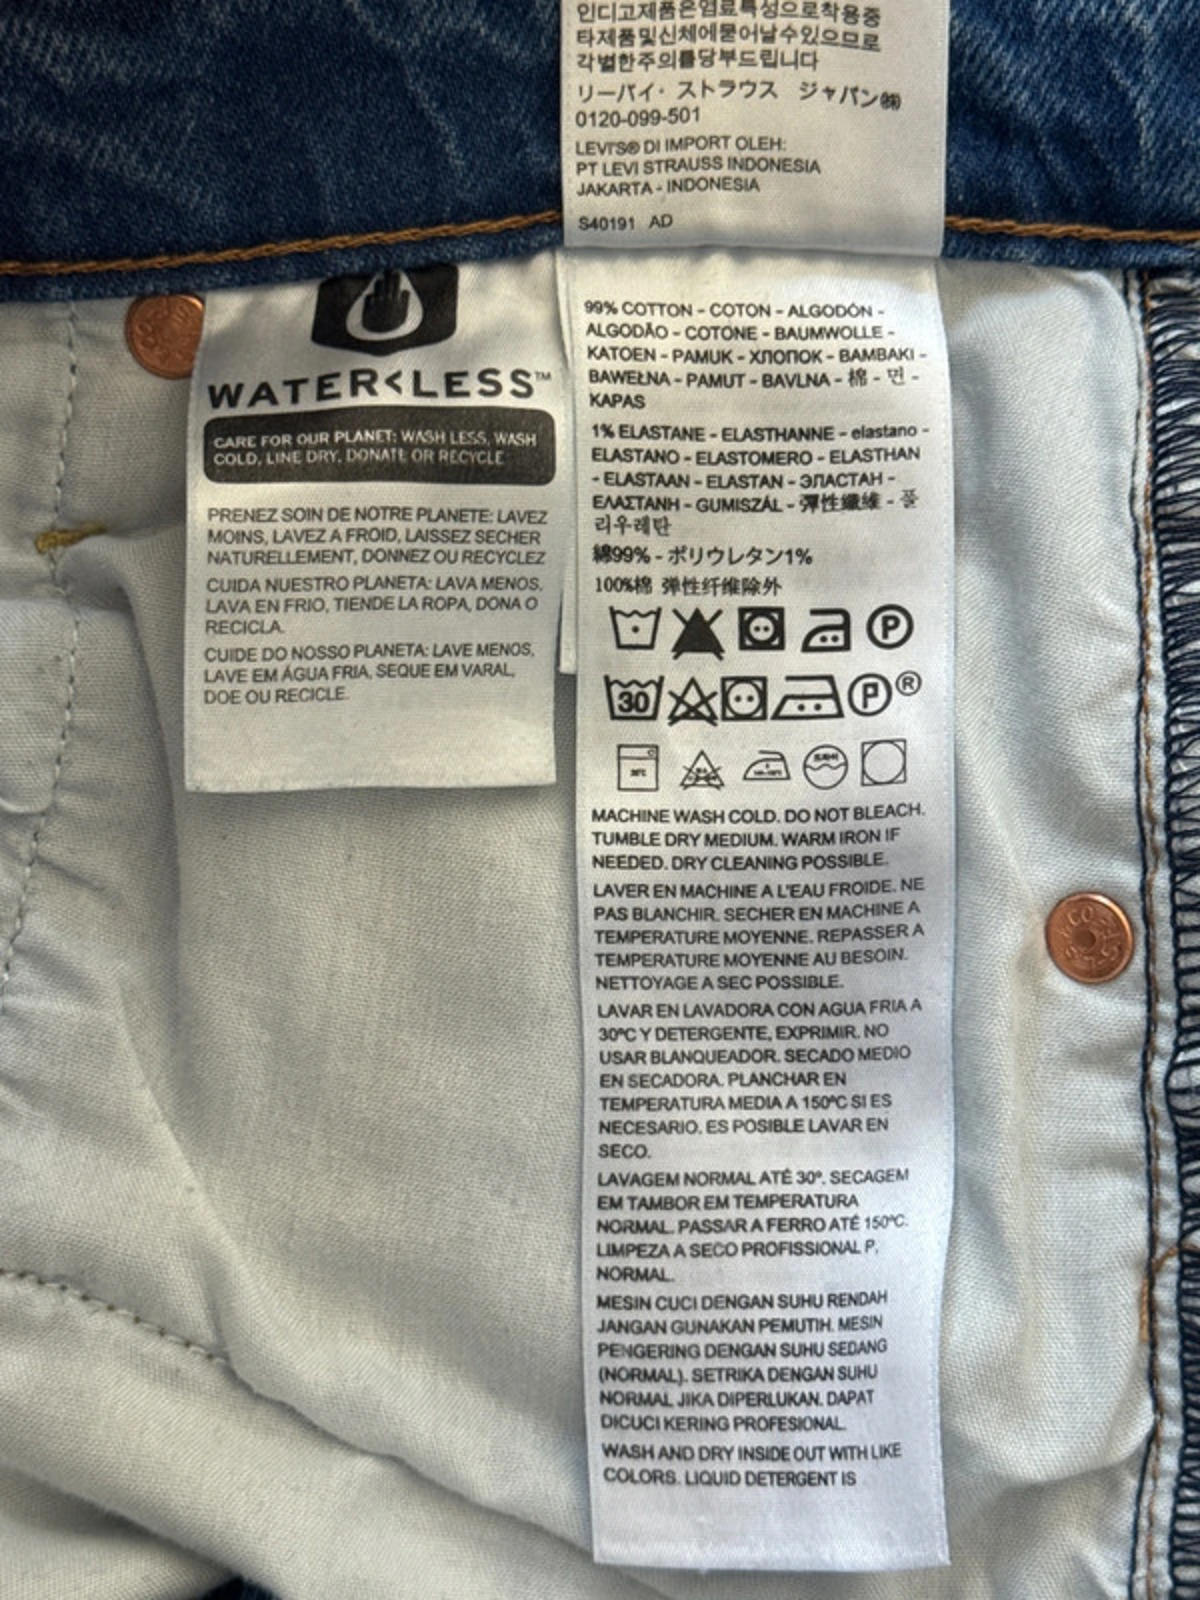 인디고제품은염료특성으로착용중
타제품및신체에묻어날수있으므로
각별한주의를당부드립니다
リーバイ・ストラウス ジャパン㈱
0120-099-501
LEVI'S® DI IMPORT OLEH:
PT LEVI STRAUSS INDONESIA
JAKARTA - INDONESIA
S40191 AD
WATER<LESS™
CARE FOR OUR PLANET: WASH LESS, WASH
COLD, LINE DRY, DONATE OR RECYCLE
PRENEZ SOIN DE NOTRE PLANETE: LAVEZ
MOINS, LAVEZ A FROID, LAISSEZ SECHER
NATURELLEMENT, DONNEZ OU RECYCLEZ
CUIDA NUESTRO PLANETA: LAVA MENOS,
LAVA EN FRIO, TIENDE LA ROPA, DONA O
RECICLA.
CUIDE DO NOSSO PLANETA: LAVE MENOS,
LAVE EM ÁGUA FRIA, SEQUE EM VARAL,
DOE OU RECICLE.
99% COTTON - COTON - ALGODÓN -
ALGODÃO - COTONE - BAUMWOLLE -
KATOEN - PAMUK - ХЛОПОК - BAMBAKI -
BAWEŁNA - PAMUT - BAVLNA - 棉 - 면 -
KAPAS
1% ELASTANE - ELASTHANNE - elastano -
ELASTANO - ELASTOMERO - ELASTHAN
- ELASTAAN - ELASTAN - ЭЛАСТАН -
ΕΛΑΣΤΑΝΗ - GUMISZÁL - 彈性纖維 - 폴
리우레탄
綿99% - ポリウレタン1%
100%棉 弹性纤维除外
P
30 P ®
MACHINE WASH COLD. DO NOT BLEACH.
TUMBLE DRY MEDIUM. WARM IRON IF
NEEDED. DRY CLEANING POSSIBLE.
LAVER EN MACHINE A L'EAU FROIDE. NE
PAS BLANCHIR. SECHER EN MACHINE A
TEMPERATURE MOYENNE. REPASSER A
TEMPERATURE MOYENNE AU BESOIN.
NETTOYAGE A SEC POSSIBLE.
LAVAR EN LAVADORA CON AGUA FRIA A
30ºC Y DETERGENTE, EXPRIMIR. NO
USAR BLANQUEADOR. SECADO MEDIO
EN SECADORA. PLANCHAR EN
TEMPERATURA MEDIA A 150ºC SI ES
NECESARIO. ES POSIBLE LAVAR EN
SECO.
LAVAGEM NORMAL ATÉ 30º. SECAGEM
EM TAMBOR EM TEMPERATURA
NORMAL. PASSAR A FERRO ATÉ 150ºC.
LIMPEZA A SECO PROFISSIONAL P,
NORMAL.
MESIN CUCI DENGAN SUHU RENDAH
JANGAN GUNAKAN PEMUTIH. MESIN
PENGERING DENGAN SUHU SEDANG
(NORMAL). SETRIKA DENGAN SUHU
NORMAL JIKA DIPERLUKAN. DAPAT
DICUCI KERING PROFESIONAL.
WASH AND DRY INSIDE OUT WITH LIKE
COLORS. LIQUID DETERGENT IS